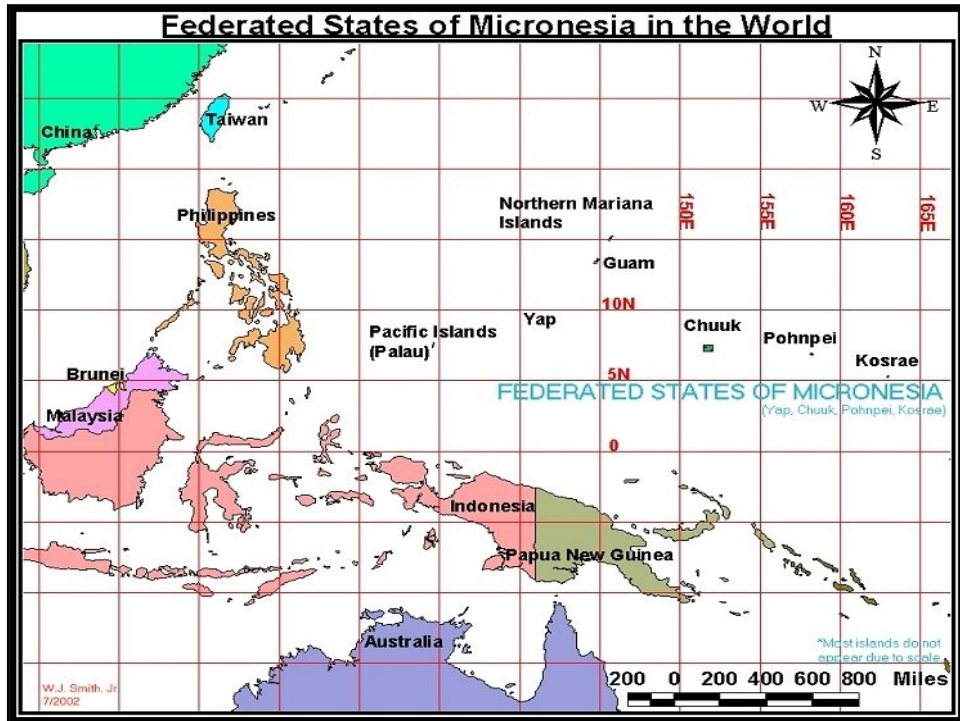 Federated States of Micronesia in the World
N
W
E
S
China
Taiwan
Philippines
Northern Mariana
Islands
150E
155E
160E
165E
Guam
10N
Yap
Pacific Islands
(Palau)
Chuuk
Pohnpei
Kosrae
Brunei
5N
FEDERATED STATES OF MICRONESIA
(Yap, Chuuk, Pohnpei, Kosrae)
Malaysia
0
Indonesia
Papua New Guinea
Australia
*Most islands do not
appear due to scale
W.J. Smith, Jr
7/2002
200 0 200 400 600 800 Miles